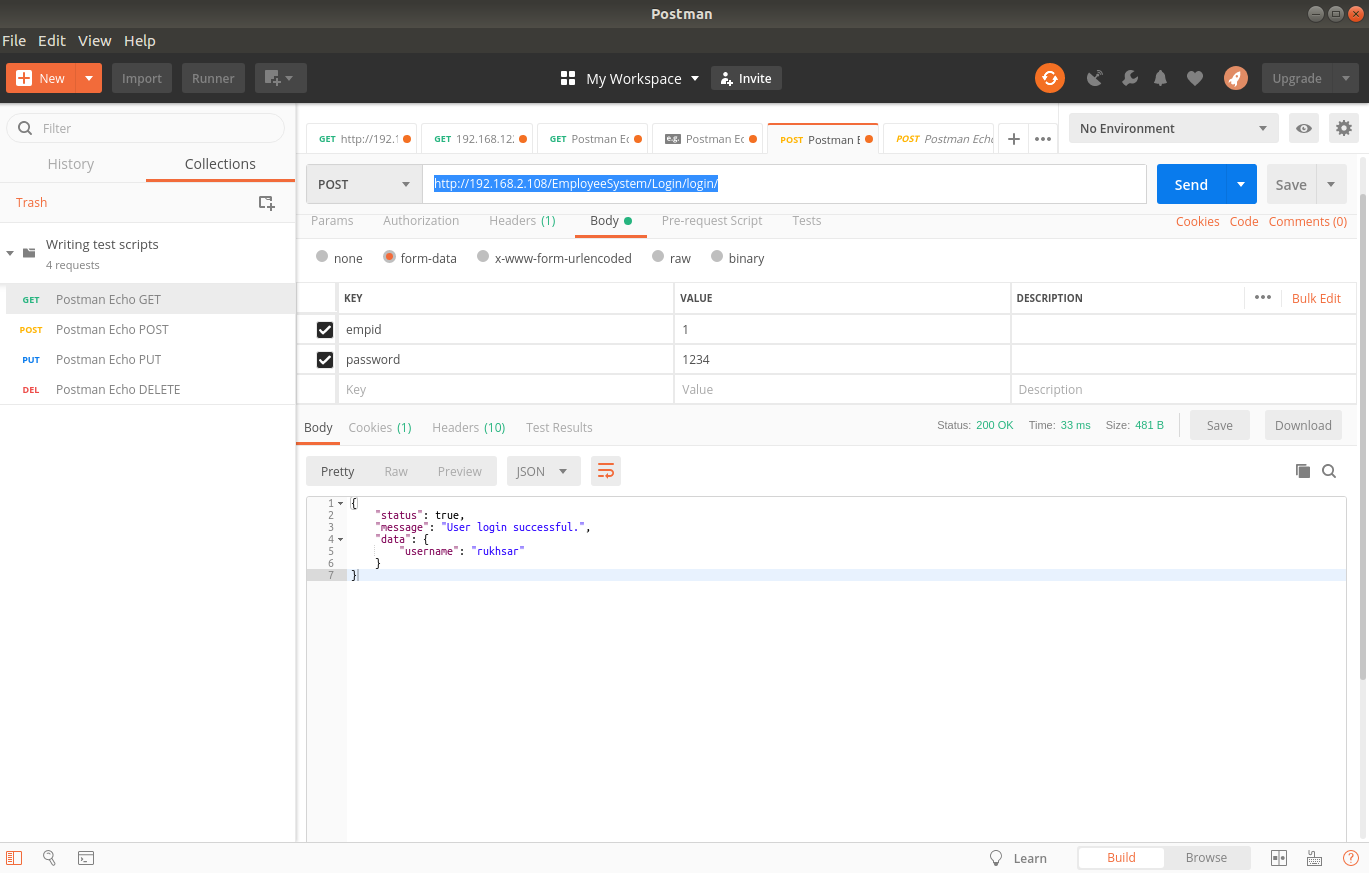 Postman
File Edit View Help
New Import Runner My Workspace Invite Upgrade
Filter
History Collections
Trash
Writing test scripts
4 requests
GET Postman Echo GET
POST Postman Echo POST
PUT Postman Echo PUT
DEL Postman Echo DELETE
GET http://192.1 GET 192.168.12 GET Postman Ec e.g. Postman Ec POST Postman E POST Postman Echo + ••• No Environment
POST http://192.168.2.108/EmployeeSystem/Login/login/ Send Save
Params Authorization Headers (1) Body Pre-request Script Tests Cookies Code Comments (0)
none form-data x-www-form-urlencoded raw binary
KEY VALUE DESCRIPTION ••• Bulk Edit
empid 1
password 1234
Key Value Description
Body Cookies (1) Headers (10) Test Results Status: 200 OK Time: 33 ms Size: 481 B Save Download
Pretty Raw Preview JSON
1 {
2 "status": true,
3 "message": "User login successful.",
4 "data": {
5 "username": "rukhsar"
6 }
7 }
Learn Build Browse ?